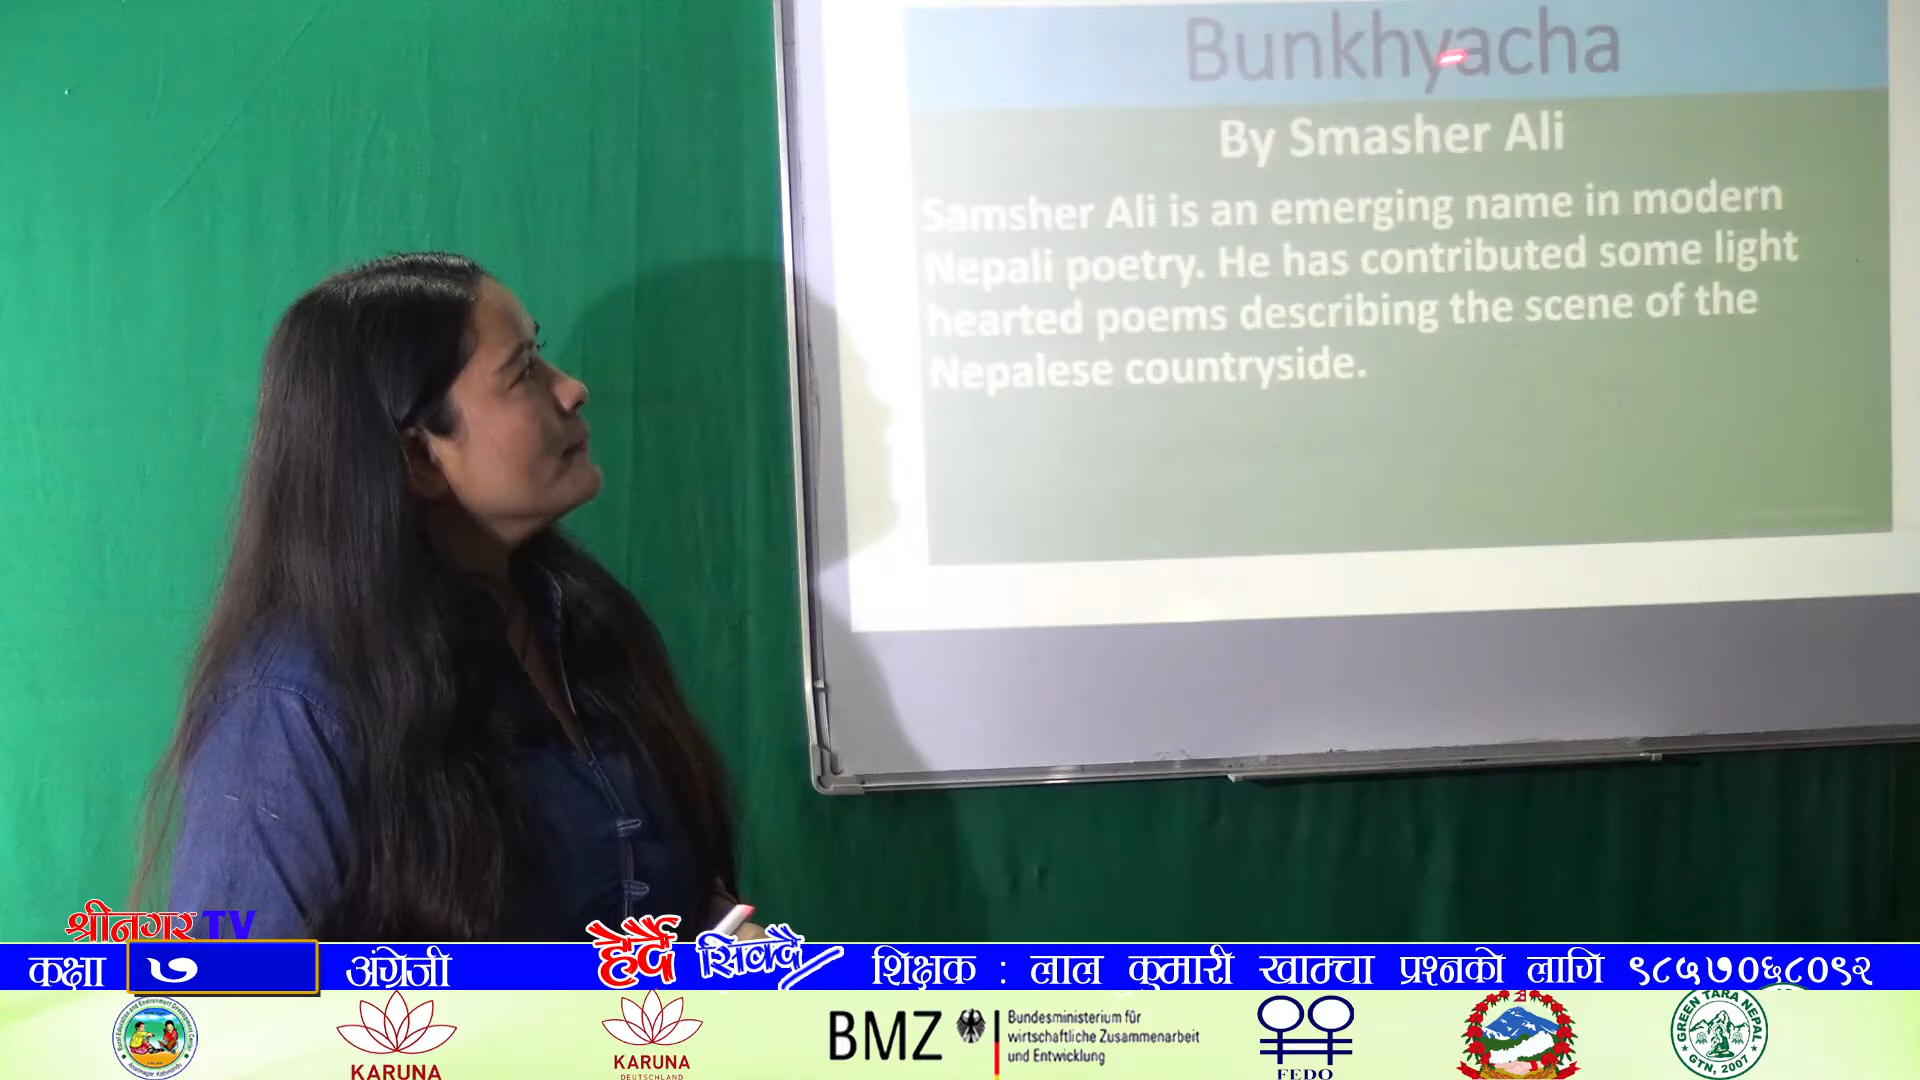 Bunkhyacha
By Smasher Ali
Samsher Ali is an emerging name in modern
Nepali poetry. He has contributed some light
hearted poems describing the scene of the
Nepalese countryside.
श्रीनगर TV
कक्षा ७ अंग्रेजी हेर्दै सिक्दै शिक्षक : लाल कुमारी खाम्चा प्रश्नको लागि ९८५७०६८०९२
KARUNA
KARUNA
DEUTSCHLAND
BMZ
Bundesministerium für
wirtschaftliche Zusammenarbeit
und Entwicklung
FEDO
GREEN TARA NEPAL
GTN, 2007